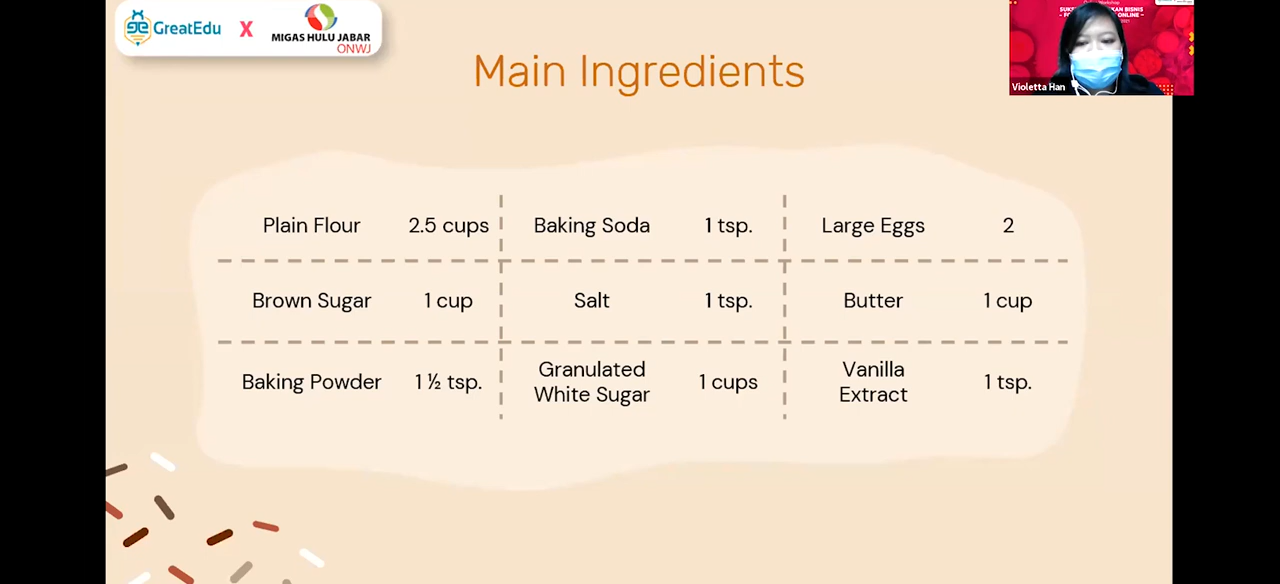 GreatEdu X MIGAS HULU JABAR
ONWJ
Main Ingredients
Violetta Han
Plain Flour 2.5 cups Baking Soda 1 tsp. Large Eggs 2
Brown Sugar 1 cup Salt 1 tsp. Butter 1 cup
Baking Powder 1 ½ tsp. Granulated White Sugar 1 cups Vanilla Extract 1 tsp.